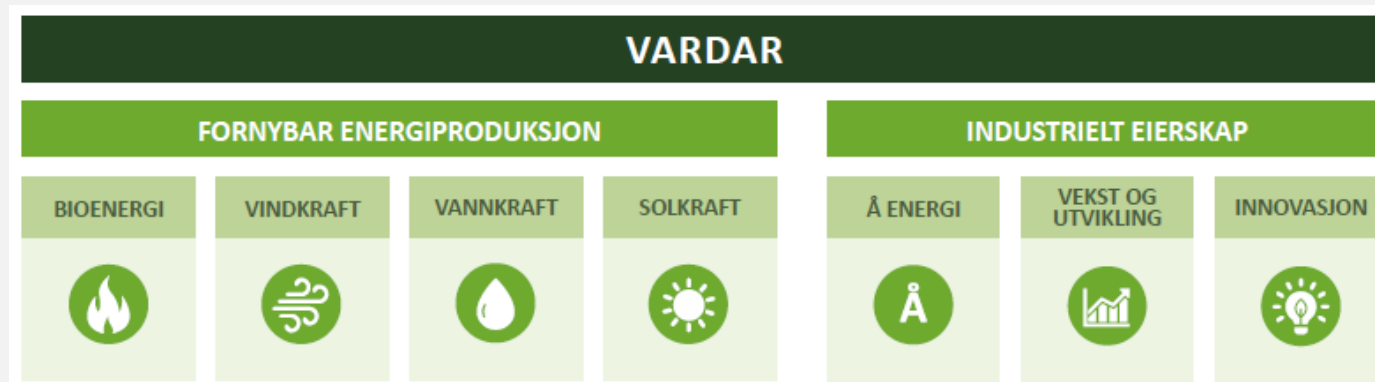 VARDAR
FORNYBAR ENERGIPRODUKSJON
INDUSTRIELT EIERSKAP
BIOENERGI
VINDKRAFT
VANNKRAFT
SOLKRAFT
Å ENERGI
VEKST OG
UTVIKLING
INNOVASJON
Å